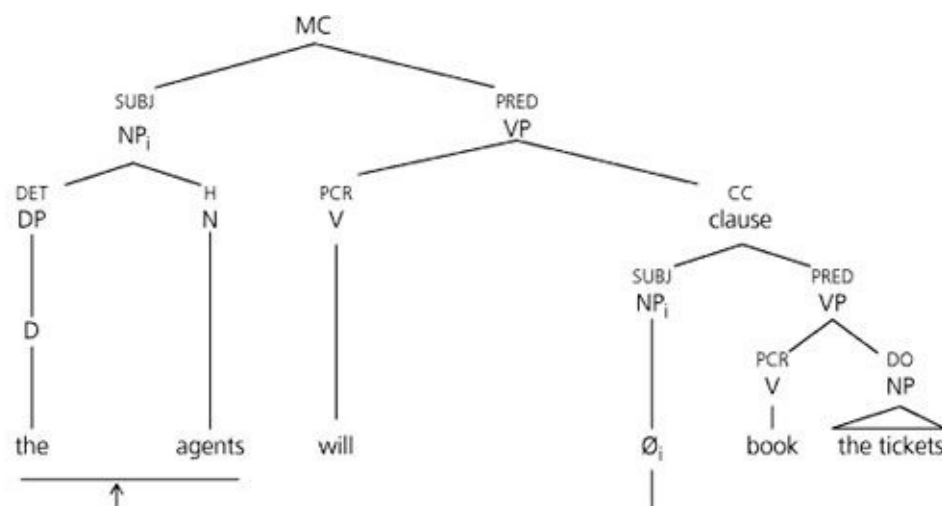 MC
SUBJ PRED
NPi VP
DET H PCR CC
DP N V clause
SUBJ PRED
NPi VP
D
PCR DO
V NP
the agents will Øi book the tickets